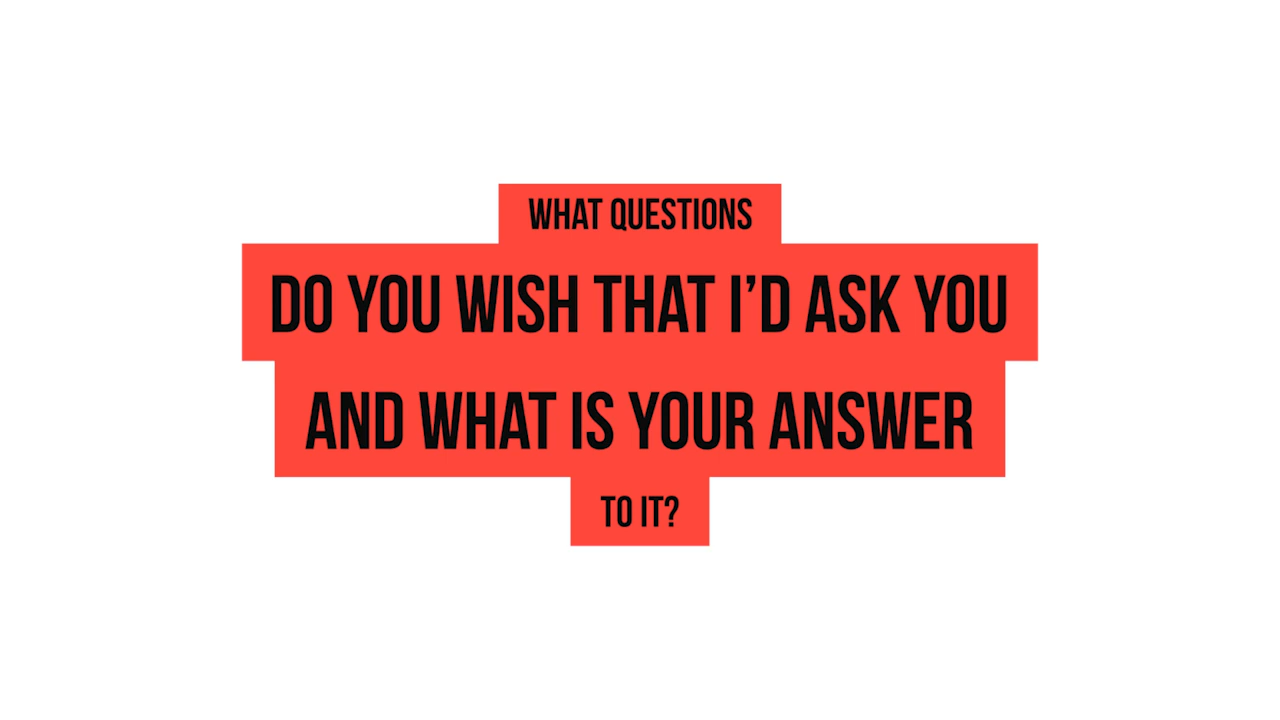 WHAT QUESTIONS
DO YOU WISH THAT I’D ASK YOU
AND WHAT IS YOUR ANSWER
TO IT?